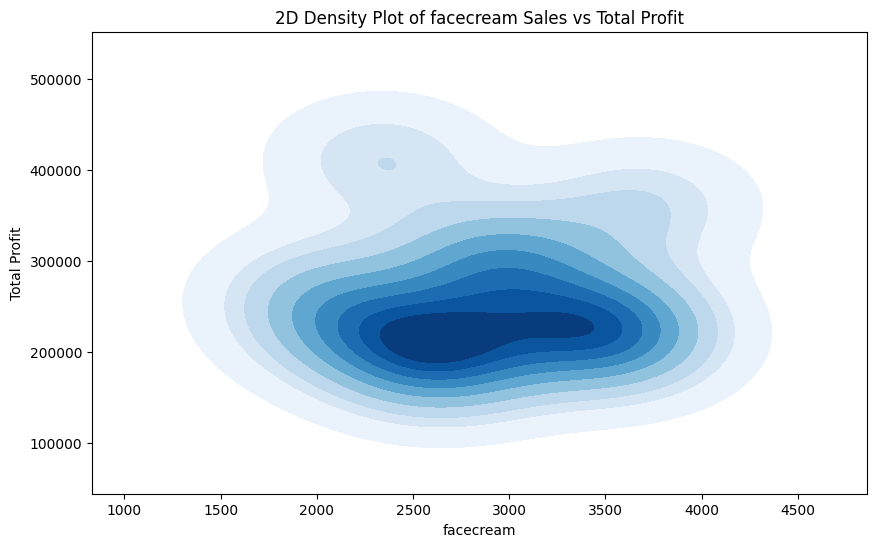 2D Density Plot of facecream Sales vs Total Profit
500000
400000
300000
200000
100000
Total Profit
1000 1500 2000 2500 3000 3500 4000 4500
facecream